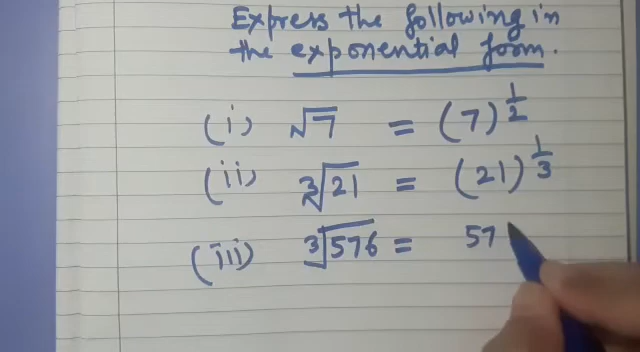 Express the following in
the exponential form.
(i) √7 = (7)^1/2
(ii) ∛21 = (21)^1/3
(iii) ∛576 = 57